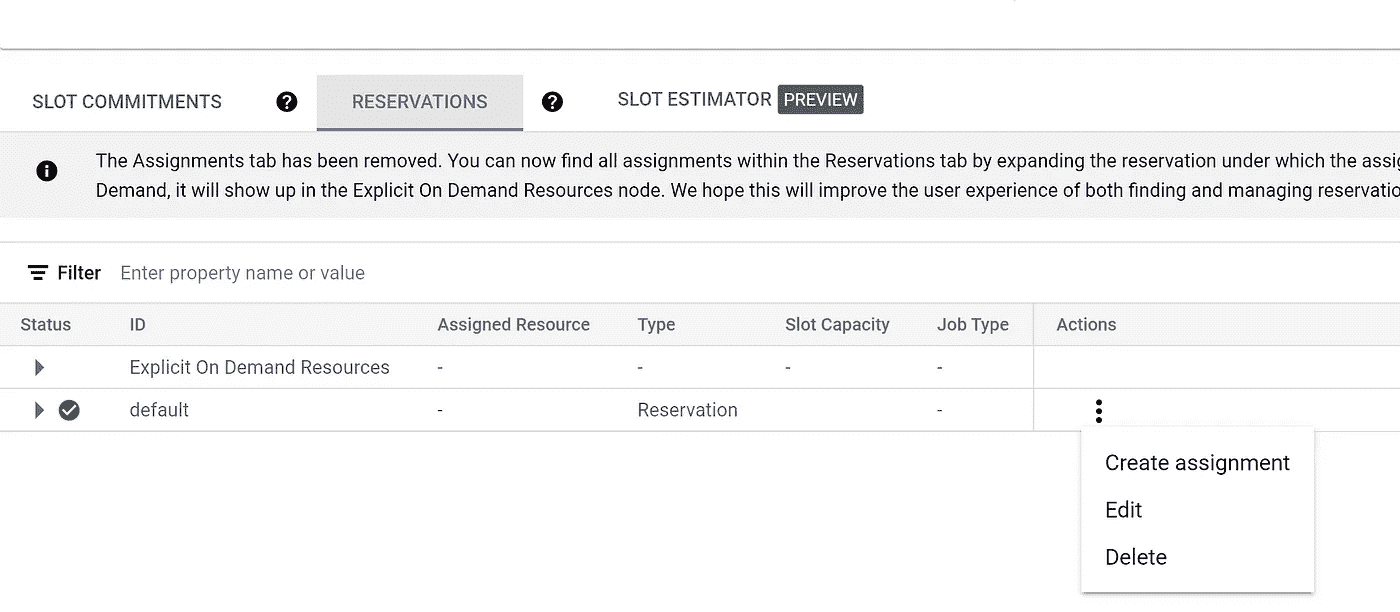 SLOT COMMITMENTS RESERVATIONS SLOT ESTIMATOR PREVIEW
The Assignments tab has been removed. You can now find all assignments within the Reservations tab by expanding the reservation under which the
Demand, it will show up in the Explicit On Demand Resources node. We hope this will improve the user experience of both finding and managing
Filter Enter property name or value
Status ID Assigned Resource Type Slot Capacity Job Type Actions
Explicit On Demand Resources - - - -
default - Reservation -
Create assignment
Edit
Delete